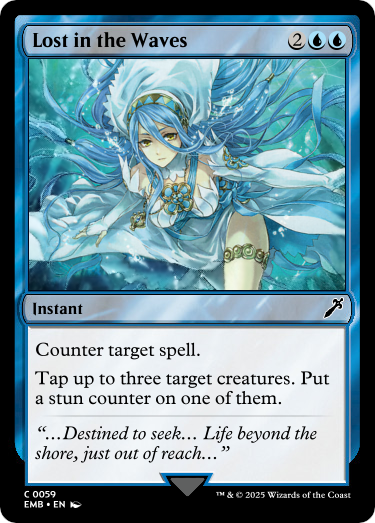 Lost in the Waves 2
Instant
Counter target spell.
Tap up to three target creatures. Put
a stun counter on one of them.
“…Destined to seek… Life beyond the
shore, just out of reach…”
C 0059
EMB • EN
™ & © 2025 Wizards of the Coast